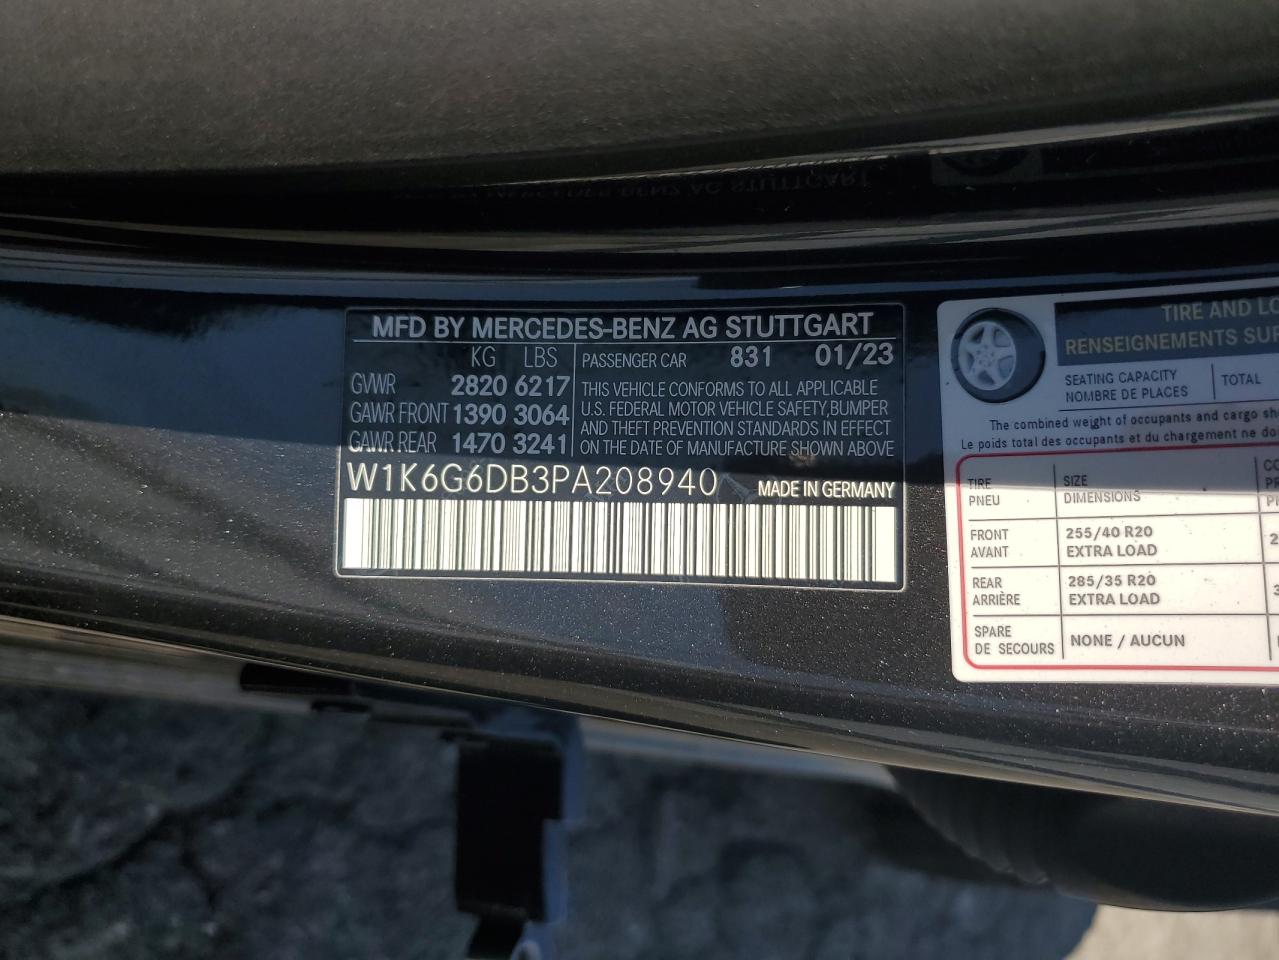 MFD BY MERCEDES-BENZ AG STUTTGART
KG LBS
GVWR 2820 6217
GAWR FRONT 1390 3064
GAWR REAR 1470 3241
PASSENGER CAR 831 01/23
THIS VEHICLE CONFORMS TO ALL APPLICABLE
U.S. FEDERAL MOTOR VEHICLE SAFETY,BUMPER
AND THEFT PREVENTION STANDARDS IN EFFECT
ON THE DATE OF MANUFACTURE SHOWN ABOVE
W1K6G6DB3PA208940 MADE IN GERMANY
TIRE AND
RENSEIGNEMENTS
SEATING CAPACITY
NOMBRE DE PLACES
TOTAL
The combined weight of occupants and cargo
Le poids total des occupants et du chargement ne
TIRE
PNEU
SIZE
DIMENSIONS
FRONT
AVANT
255/40 R20
EXTRA LOAD
REAR
ARRIÈRE
285/35 R20
EXTRA LOAD
SPARE
DE SECOURS
NONE / AUCUN